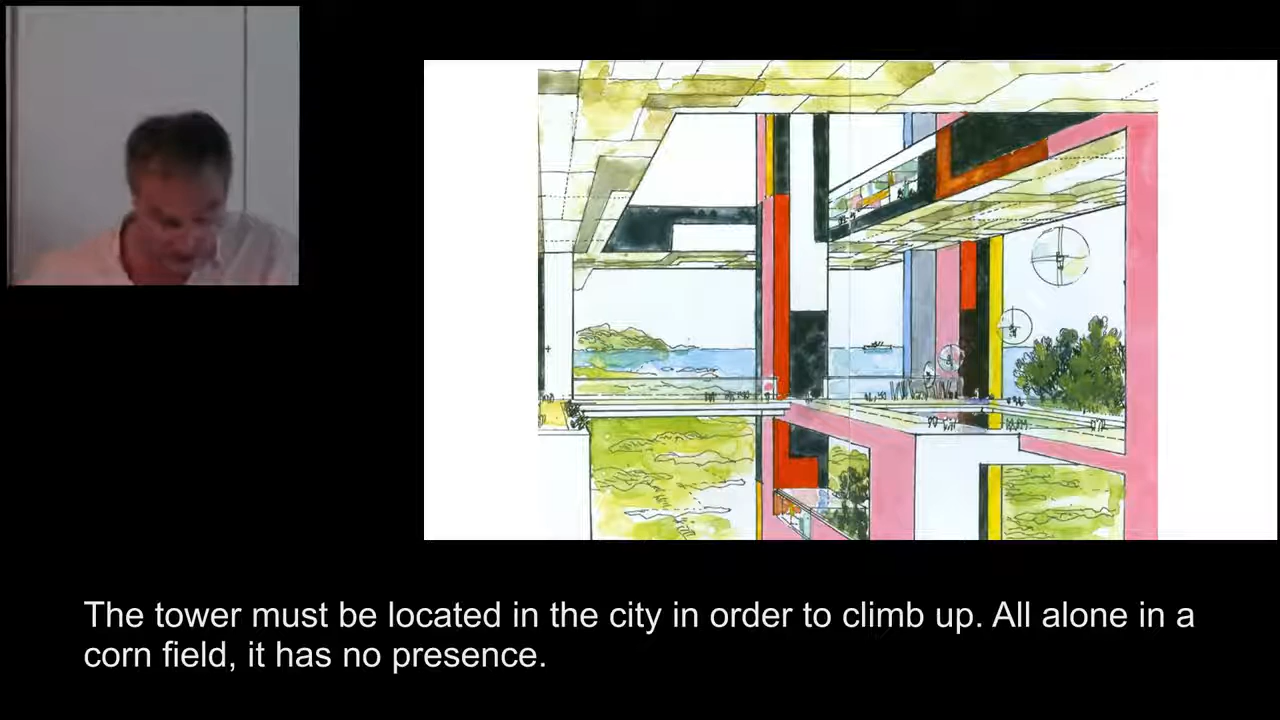 The tower must be located in the city in order to climb up. All alone in a
corn field, it has no presence.